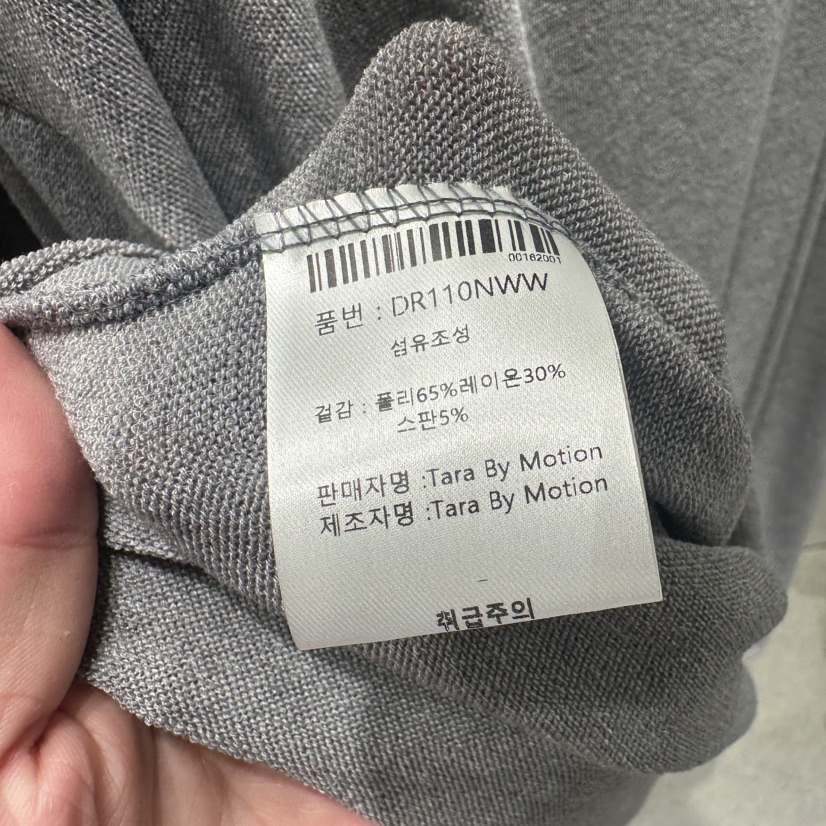 00162001
품번 : DR110NWW
섬유조성
겉감 : 폴리65%레이온30%
스판5%
판매자명 :Tara By Motion
제조자명 :Tara By Motion
취급주의